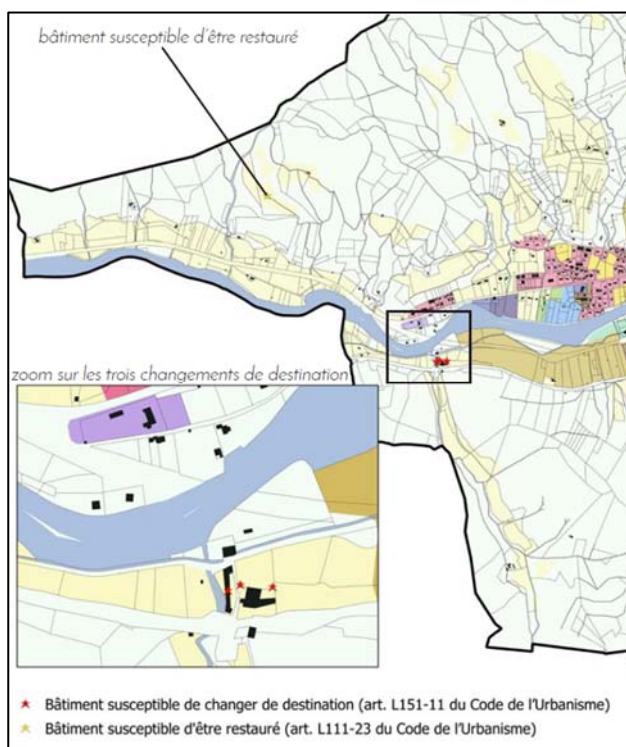 bâtiment susceptible d'être restauré
zoom sur les trois changements de destination
Bâtiment susceptible de changer de destination (art. L151-11 du Code de l'Urbanisme)
Bâtiment susceptible d'être restauré (art. L111-23 du Code de l'Urbanisme)